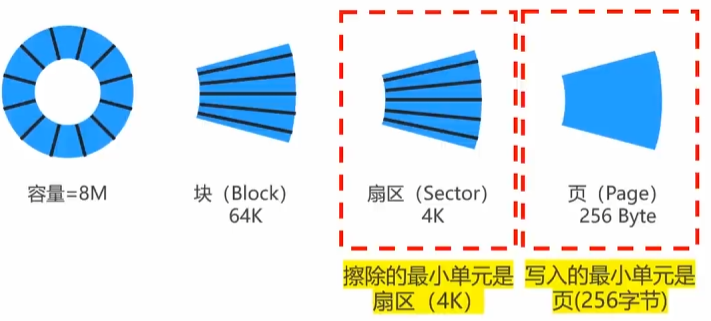 容量=8M
块（Block）
64K
扇区（Sector）
4K
页（Page）
256 Byte
擦除的最小单元是
扇区（4K）
写入的最小单元是
页(256字节)